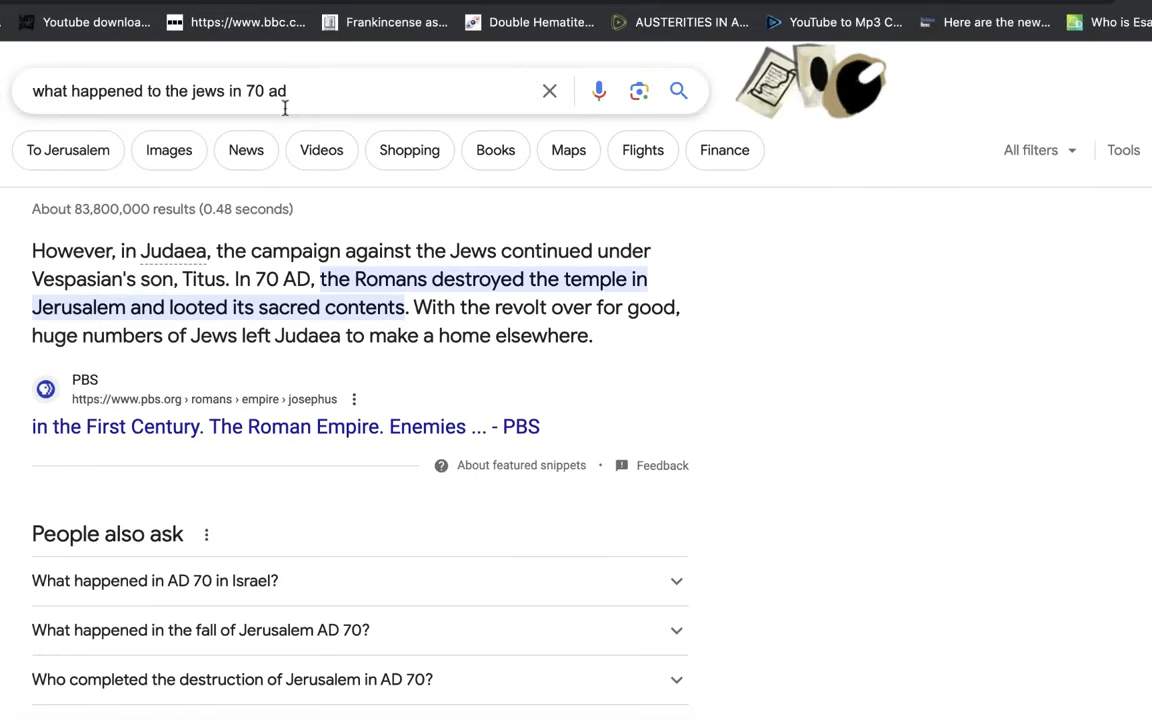 Youtube downloa... https://www.bbc.c... Frankincense as... Double Hematite... AUSTERITIES IN A... YouTube to Mp3 C... Here are the new... Who is Esa
what happened to the jews in 70 ad
To Jerusalem Images News Videos Shopping Books Maps Flights Finance All filters Tools
About 83,800,000 results (0.48 seconds)
However, in Judaea, the campaign against the Jews continued under
Vespasian's son, Titus. In 70 AD, the Romans destroyed the temple in
Jerusalem and looted its sacred contents. With the revolt over for good,
huge numbers of Jews left Judaea to make a home elsewhere.
PBS
https://www.pbs.org › romans › empire › josephus
in the First Century. The Roman Empire. Enemies ... - PBS
About featured snippets • Feedback
People also ask
What happened in AD 70 in Israel?
What happened in the fall of Jerusalem AD 70?
Who completed the destruction of Jerusalem in AD 70?